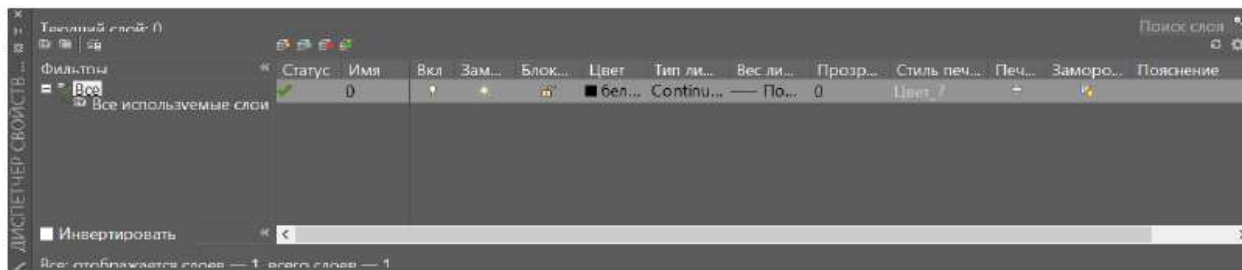 Текущий слой: 0
Поиск слоя
Фильтры
Статус Имя Вкл Зам... Блок... Цвет Тип ли... Вес ли... Прозр... Стиль печ... Печ... Заморо... Пояснение
Все
0 бел... Continu... По... 0 Цвет_7
Все используемые слои
Инвертировать
Все: отображается слоев — 1, всего слоев — 1
ДИСПЕТЧЕР СВОЙСТВ...